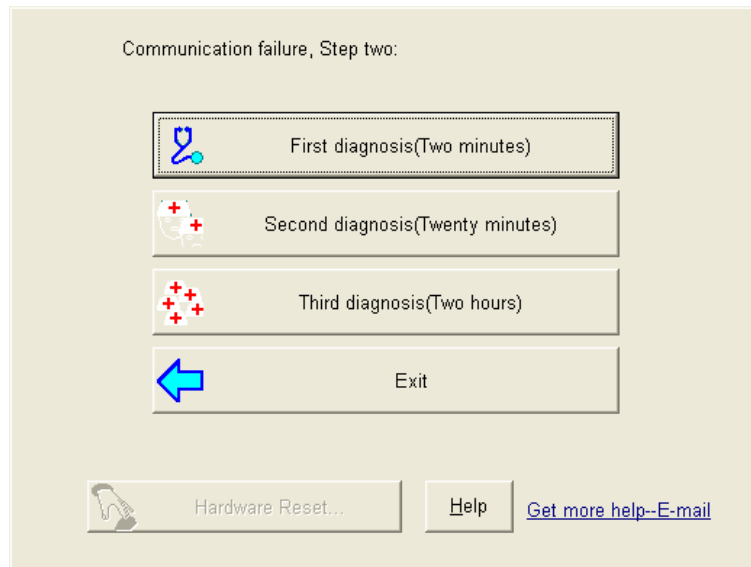 Communication failure, Step two:
First diagnosis(Two minutes)
Second diagnosis(Twenty minutes)
Third diagnosis(Two hours)
Exit
Hardware Reset...
Help
Get more help--E-mail